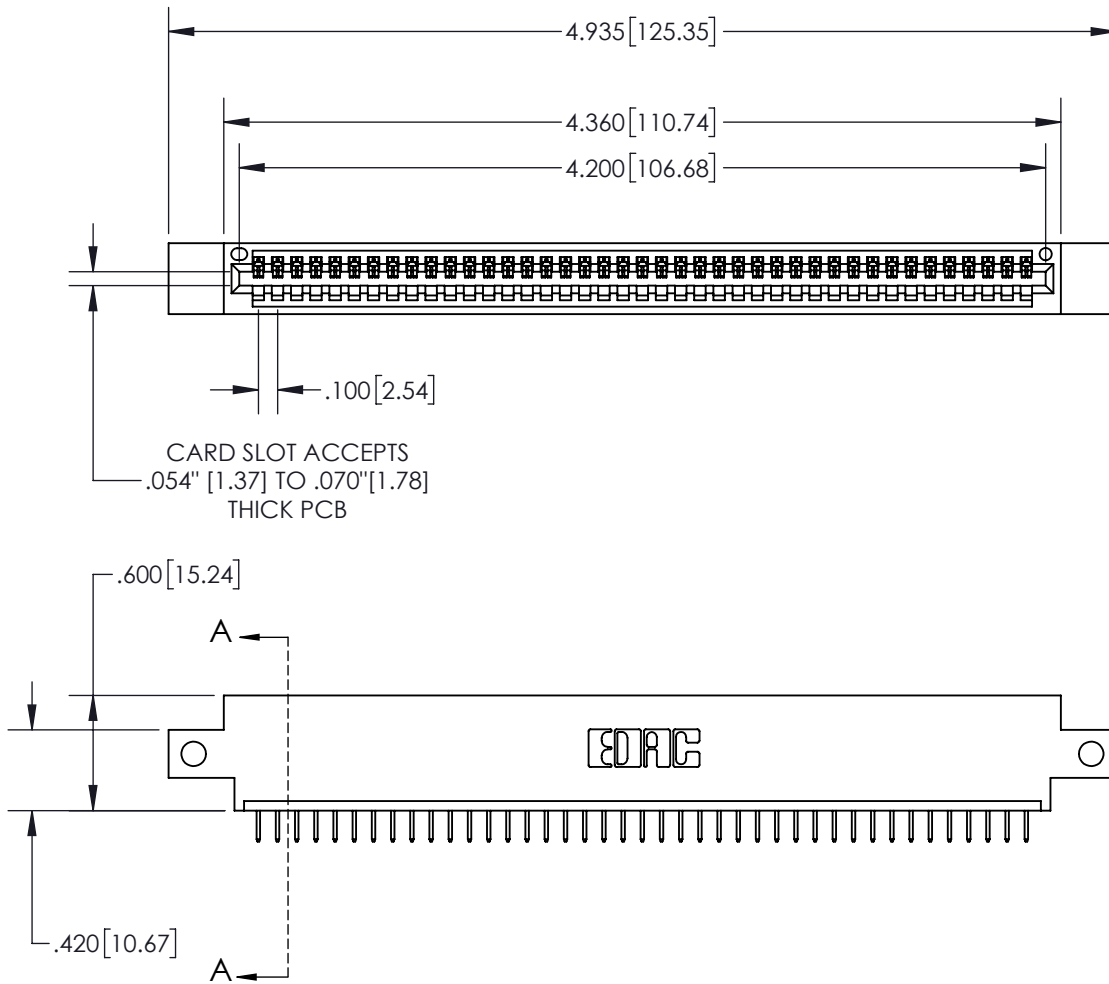 4.935[125.35]
4.360[110.74]
4.200[106.68]
.100[2.54]
CARD SLOT ACCEPTS
.054" [1.37] TO .070"[1.78]
THICK PCB
.600[15.24]
A
EDAC
.420[10.67]
A